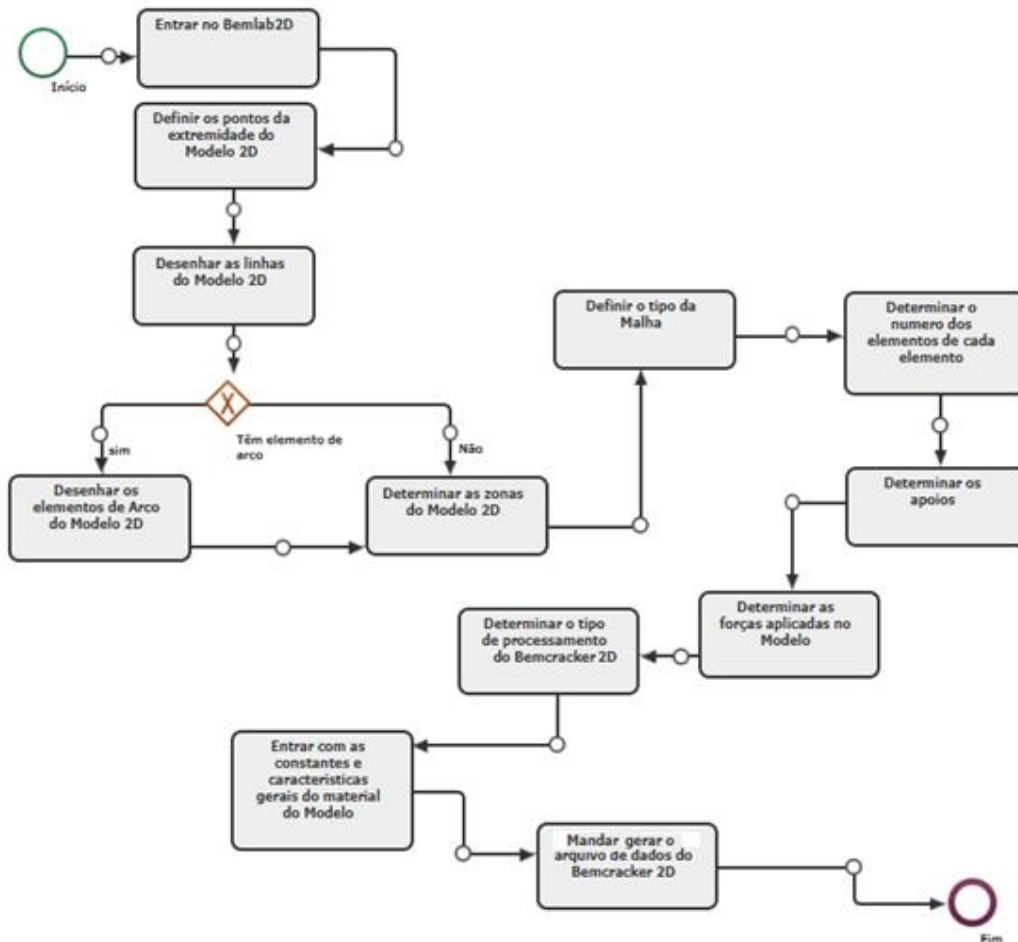 Entrar no Bemlab2D
Início
Definir os pontos da
extremidade do
Modelo 2D
Desenhar as linhas
do Modelo 2D
Têm elemento de
arco
sim
Não
Desenhar os
elementos de Arco
do Modelo 2D
Determinar as zonas
do Modelo 2D
Definir o tipo da
Malha
Determinar o
numero dos
elementos de cada
elemento
Determinar os
apoios
Determinar as
forças aplicadas no
Modelo
Determinar o tipo
de processamento
do Bemcracker 2D
Entrar com as
constantes e
caracteristicas
gerais do material
do Modelo
Mandar gerar o
arquivo de dados do
Bemcracker 2D
Fim